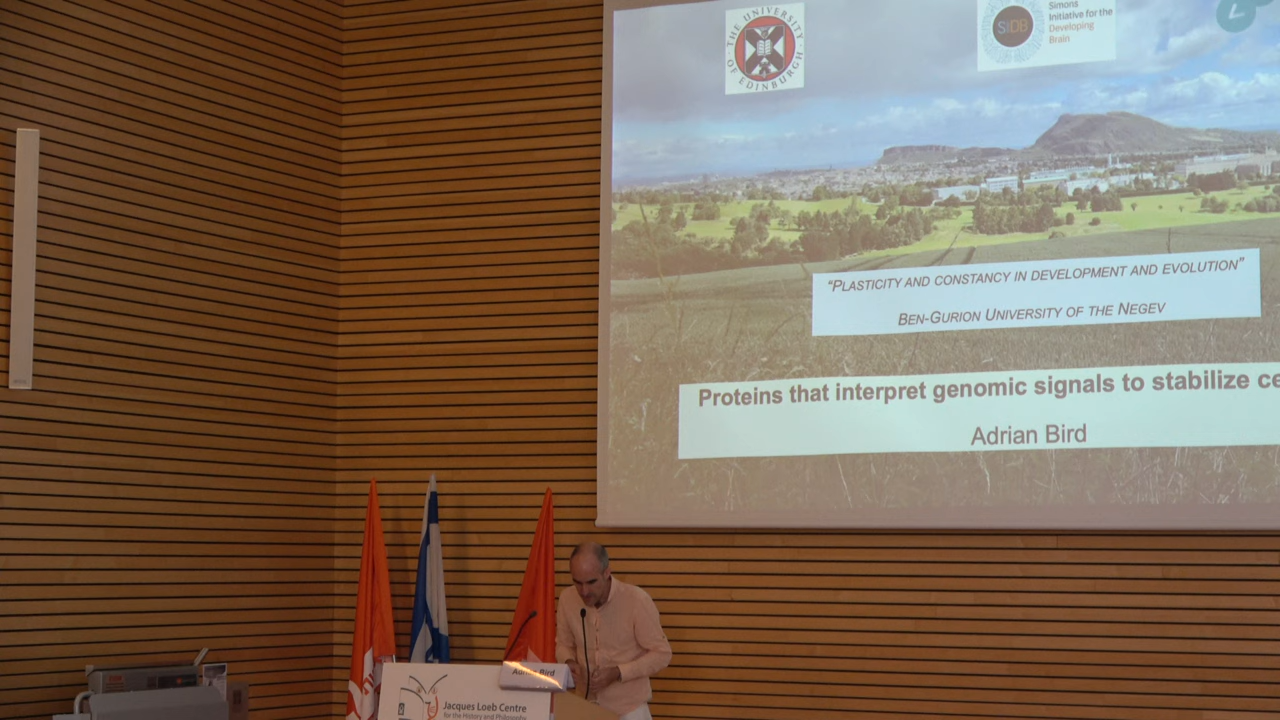 THE UNIVERSITY OF EDINBURGH
SIDB
Simons
Initiative for the
Developing
Brain
“PLASTICITY AND CONSTANCY IN DEVELOPMENT AND EVOLUTION”
BEN-GURION UNIVERSITY OF THE NEGEV
Proteins that interpret genomic signals to stabilize ce
Adrian Bird
Adrian Bird
Jacques Loeb Centre
for the History and Philosophy